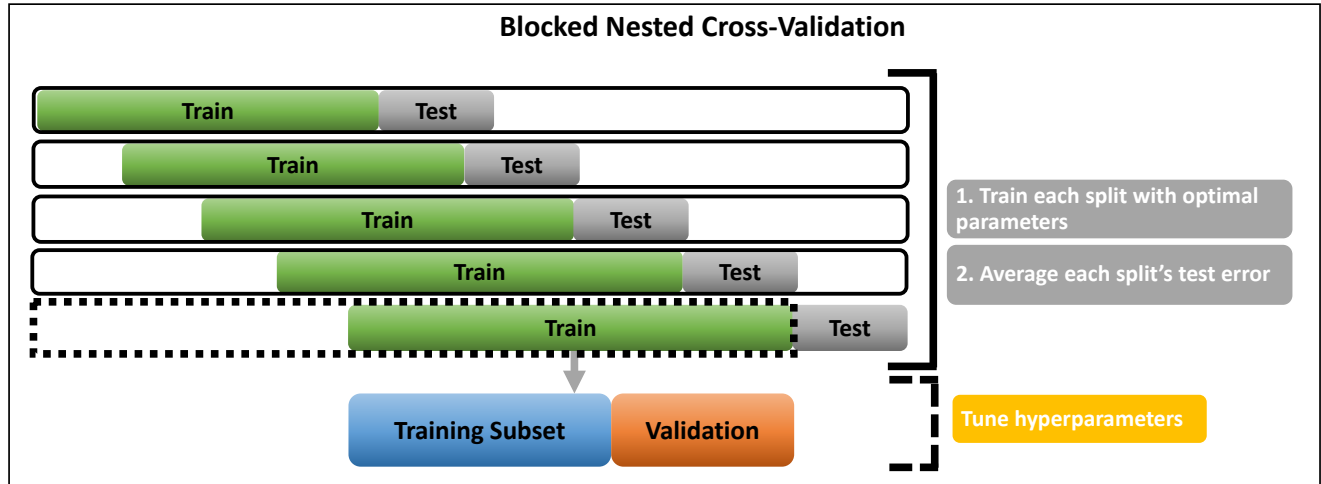 Blocked Nested Cross-Validation
Train Test
Train Test
Train Test
Train Test
Train Test
1. Train each split with optimal
parameters
2. Average each split's test error
Training Subset Validation
Tune hyperparameters